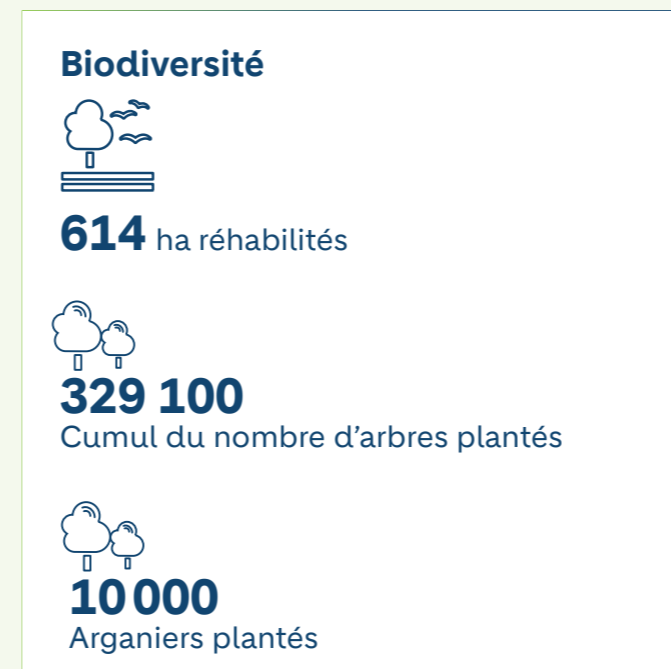 Biodiversité
614 ha réhabilités
329 100
Cumul du nombre d’arbres plantés
10 000
Arganiers plantés